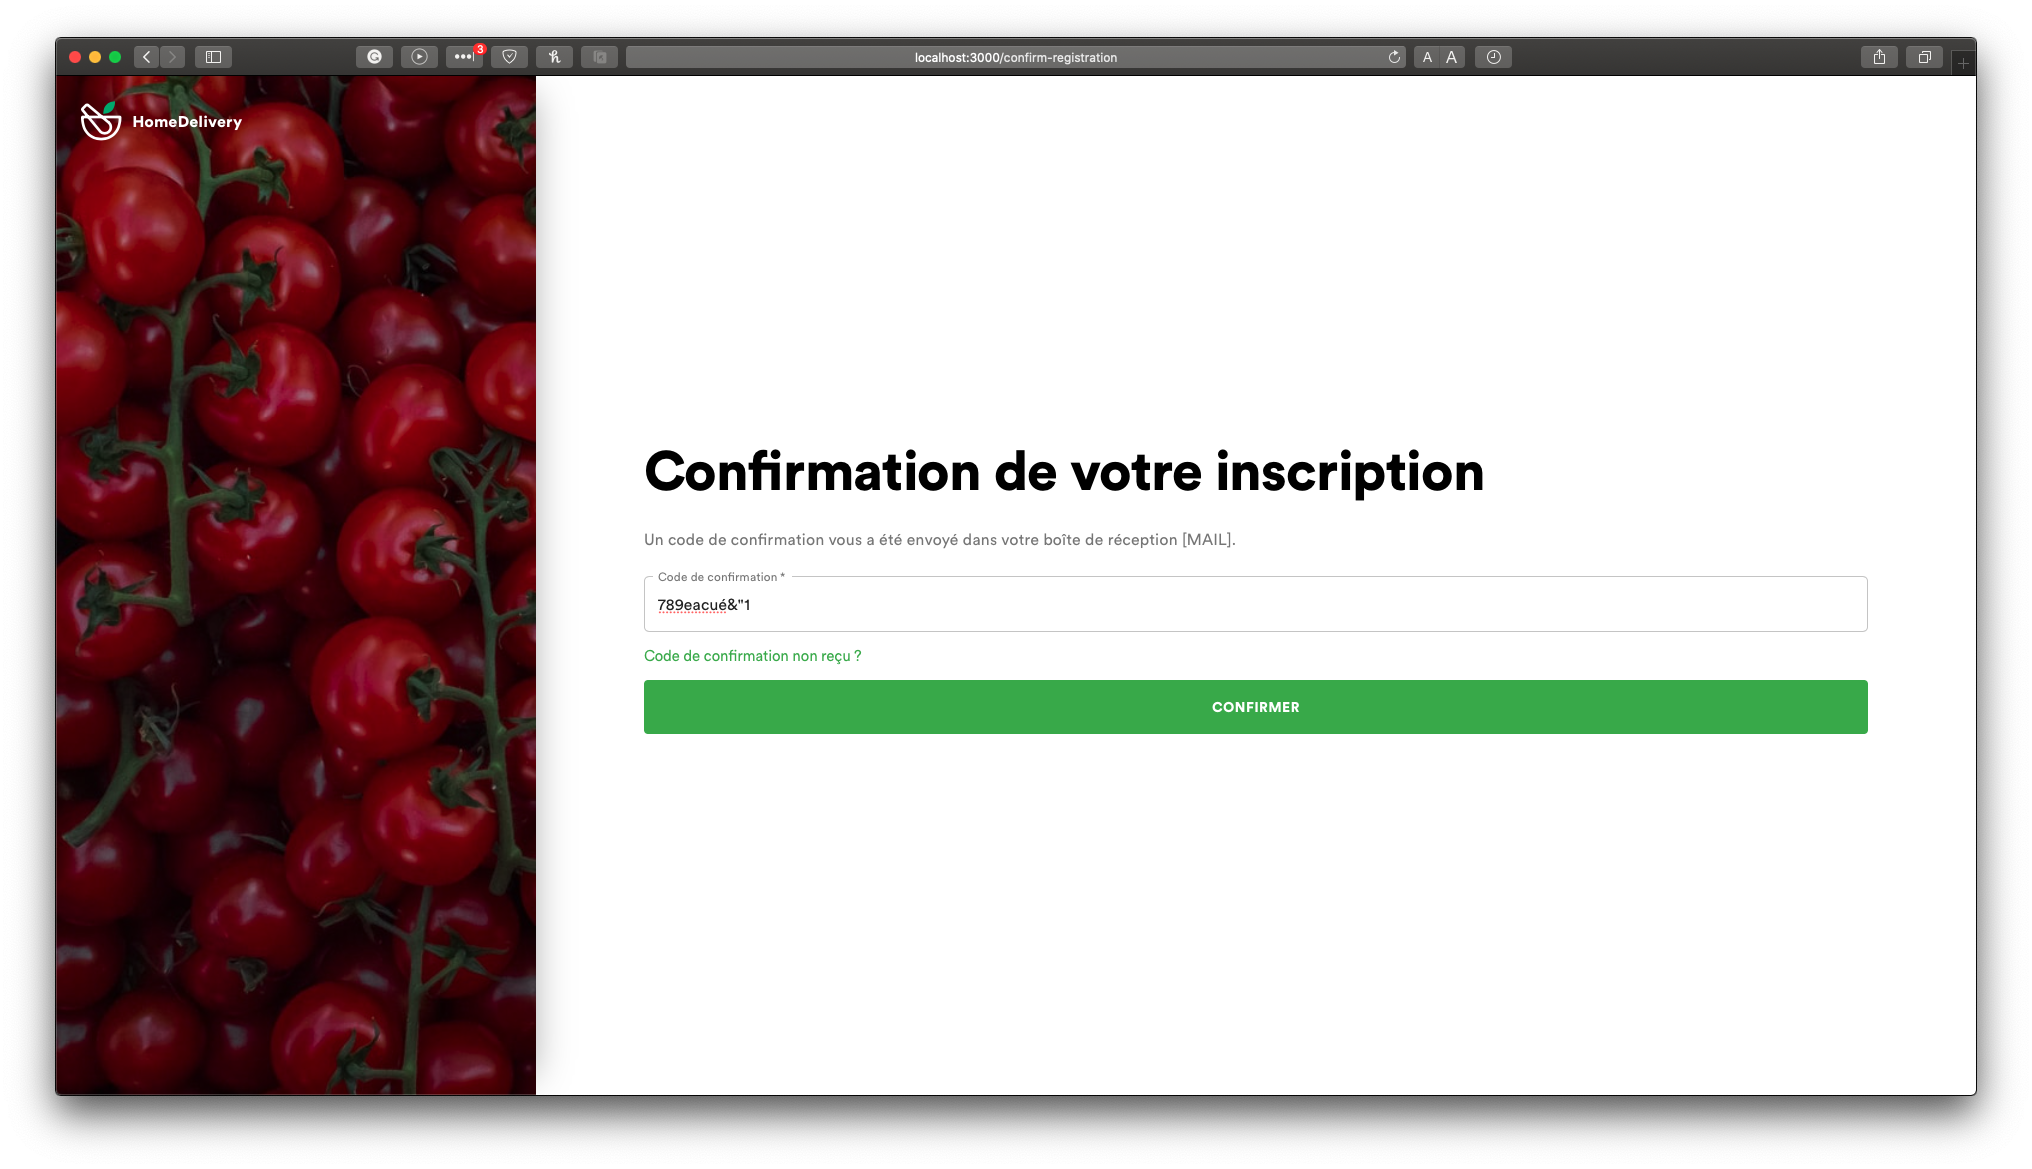 3
localhost:3000/confirm-registration
A A
HomeDelivery
Confirmation de votre inscription
Un code de confirmation vous a été envoyé dans votre boîte de réception [MAIL].
Code de confirmation *
789eacué&"1
Code de confirmation non reçu ?
CONFIRMER